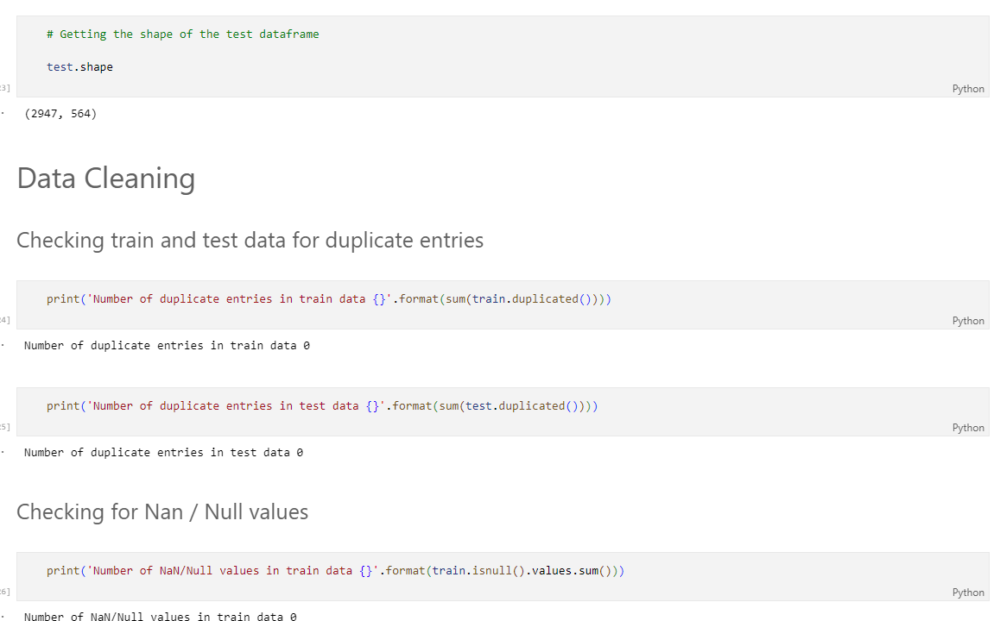 # Getting the shape of the test dataframe
test.shape
23]
Python
(2947, 564)
Data Cleaning
Checking train and test data for duplicate entries
print('Number of duplicate entries in train data {}'.format(sum(train.duplicated())))
24]
Python
Number of duplicate entries in train data 0
print('Number of duplicate entries in test data {}'.format(sum(test.duplicated())))
25]
Python
Number of duplicate entries in test data 0
Checking for Nan / Null values
print('Number of NaN/Null values in train data {}'.format(train.isnull().values.sum()))
26]
Python
Number of NaN/Null values in train data 0